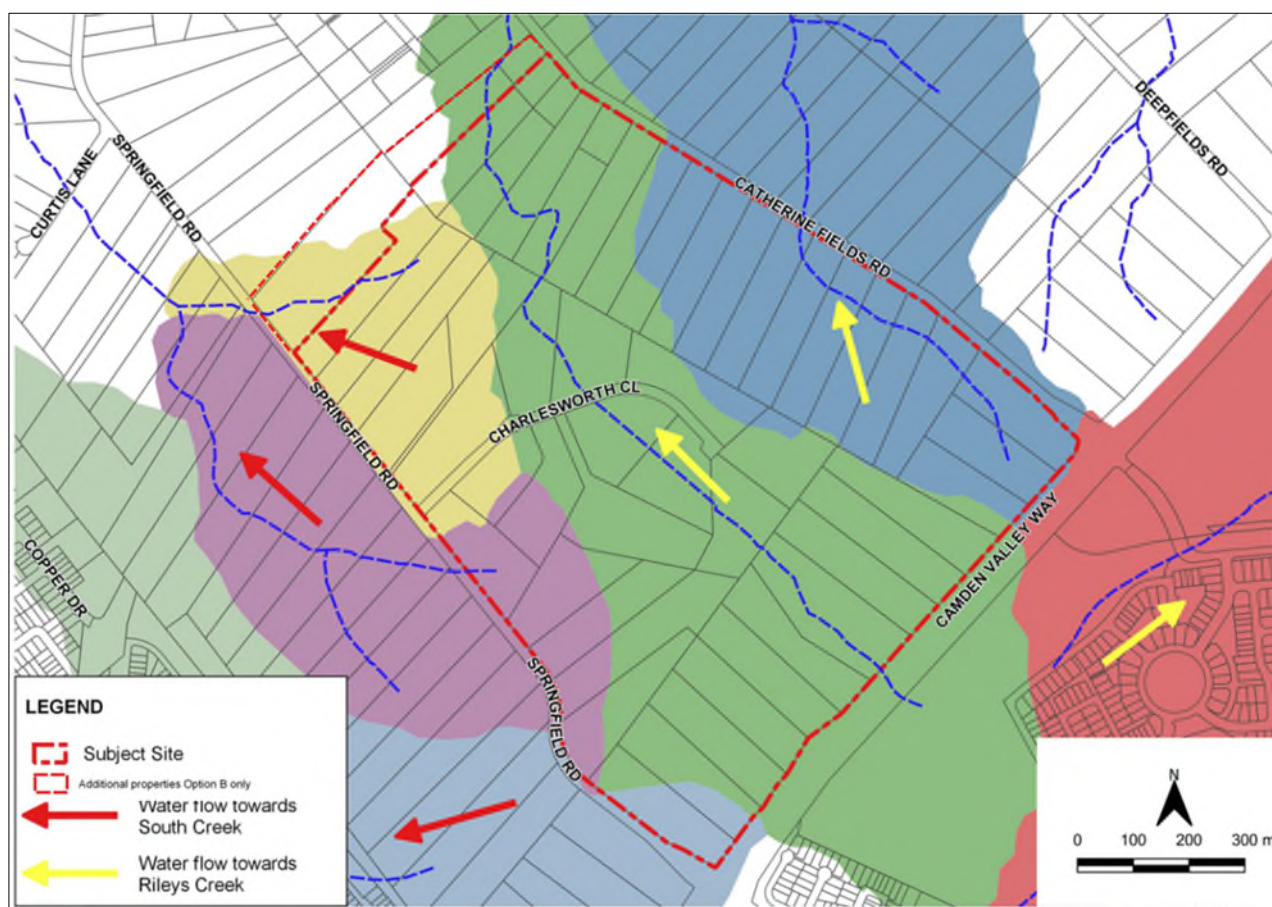 DEEPFIELDS RD
SPRINGFIELD RD
CURTIS LANE
CATHERINE FIELDS RD
CHARLESWORTH CL
SPRINGFIELD RD
COPPER DR
CAMDEN VALLEY WAY
SPRINGFIELD RD
LEGEND
Subject Site
Additional properties Option B only
Water flow towards
South Creek
Water flow towards
Rileys Creek
N
0 100 200 300 m